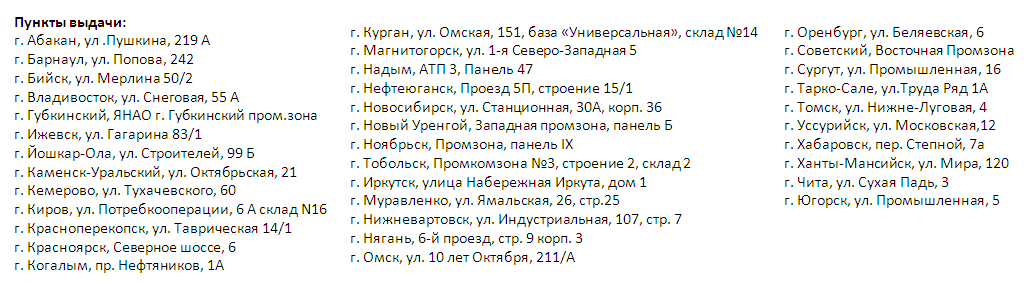 Пункты выдачи:
г. Абакан, ул .Пушкина, 219 А
г. Барнаул, ул. Попова, 242
г. Бийск, ул. Мерлина 50/2
г. Владивосток, ул. Снеговая, 55 А
г. Губкинский, ЯНАО г. Губкинский пром.зона
г. Ижевск, ул. Гагарина 83/1
г. Йошкар-Ола, ул. Строителей, 99 Б
г. Каменск-Уральский, ул. Октябрьская, 21
г. Кемерово, ул. Тухачевского, 60
г. Киров, ул. Потребкооперации, 6 А склад N16
г. Красноперекопск, ул. Таврическая 14/1
г. Красноярск, Северное шоссе, 6
г. Когалым, пр. Нефтяников, 1А
г. Курган, ул. Омская, 151, база «Универсальная», склад №14
г. Магнитогорск, ул. 1-я Северо-Западная 5
г. Надым, АТП 3, Панель 47
г. Нефтеюганск, Проезд 5П, строение 15/1
г. Новосибирск, ул. Станционная, 30А, корп. 36
г. Новый Уренгой, Западная промзона, панель Б
г. Ноябрьск, Промзона, панель IX
г. Тобольск, Промкомзона №3, строение 2, склад 2
г. Иркутск, улица Набережная Иркута, дом 1
г. Муравленко, ул. Ямальская, 26, стр.25
г. Нижневартовск, ул. Индустриальная, 107, стр. 7
г. Нягань, 6-й проезд, стр. 9 корп. 3
г. Омск, ул. 10 лет Октября, 211/А
г. Оренбург, ул. Беляевская, 6
г. Советский, Восточная Промзона
г. Сургут, ул. Промышленная, 16
г. Тарко-Сале, ул.Труда Ряд 1А
г. Томск, ул. Нижне-Луговая, 4
г. Уссурийск, ул. Московская,12
г. Хабаровск, пер. Степной, 7а
г. Ханты-Мансийск, ул. Мира, 120
г. Чита, ул. Сухая Падь, 3
г. Югорск, ул. Промышленная, 5